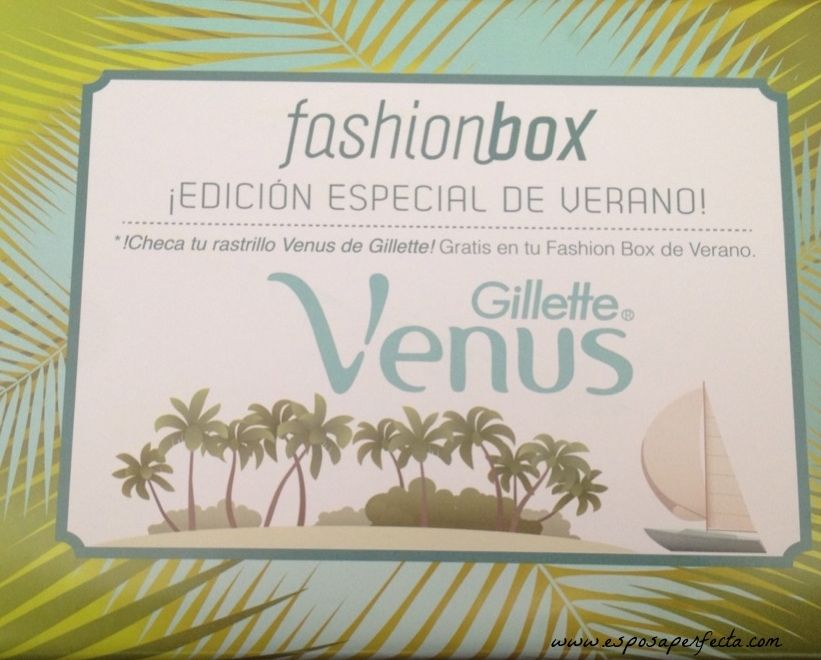 fashionbox
¡EDICIÓN ESPECIAL DE VERANO!
*!Checa tu rastrillo Venus de Gillette! Gratis en tu Fashion Box de Verano.
Gillette®
Venus
www.esposaperfecta.com